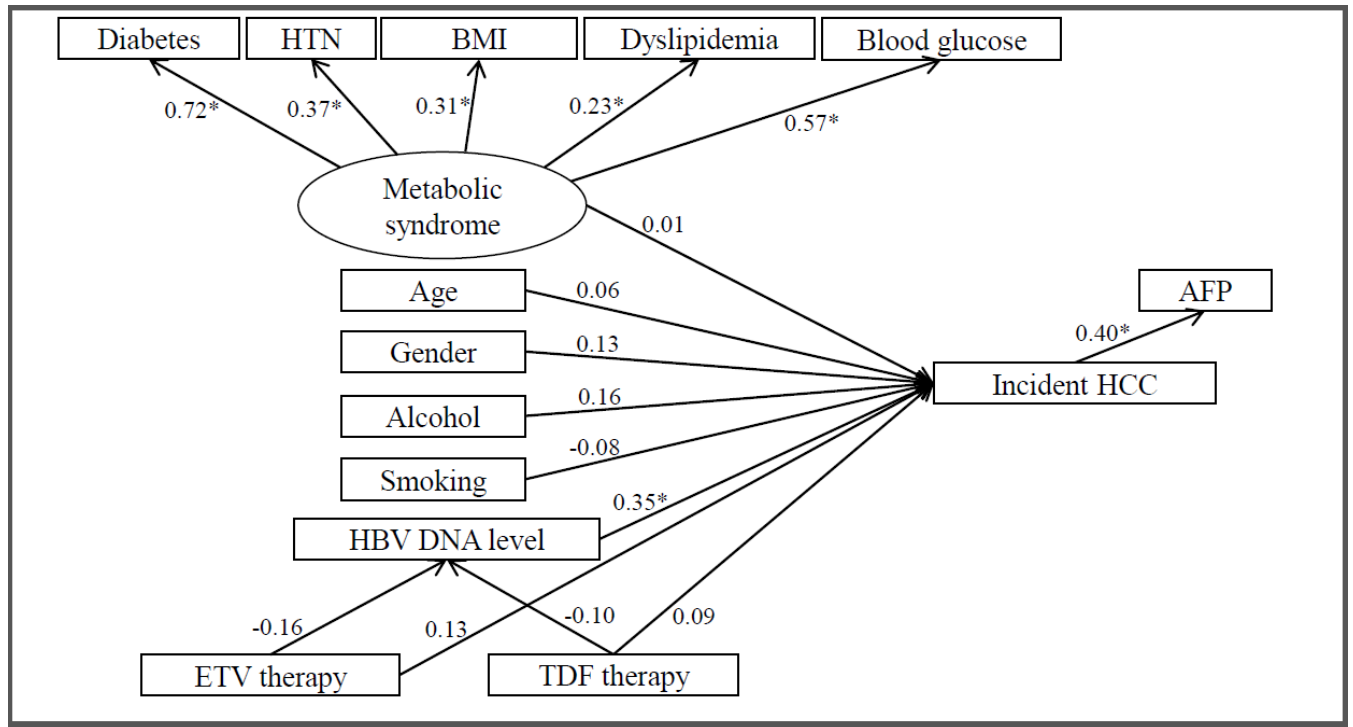 Diabetes
HTN
BMI
Dyslipidemia
Blood glucose
0.72*
0.37*
0.31*
0.23*
0.57*
Metabolic
syndrome
0.01
Age
0.06
AFP
0.40*
Gender
0.13
Incident HCC
Alcohol
0.16
Smoking
-0.08
HBV DNA level
0.35*
-0.16
0.13
-0.10
0.09
ETV therapy
TDF therapy